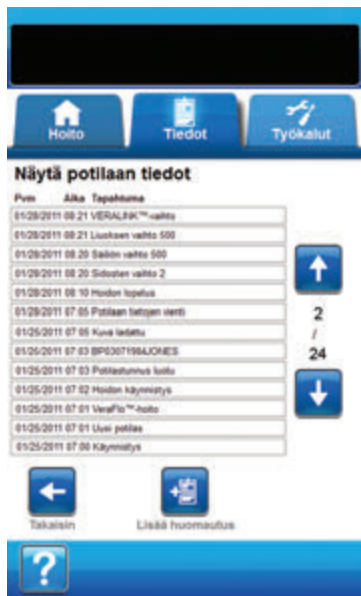 Hoito
Tiedot
Työkalut
Näytä potilaan tiedot
Pvm Aika Tapahtuma
01/28/2011 08:21 VERALINK™-vaihto
01/28/2011 08:21 Liuoksen vaihto 500
01/28/2011 08:20 Säiliön vaihto 500
01/28/2011 08:20 Sidosten vaihto 2
01/28/2011 08:10 Hoidon lopetus
01/28/2011 07:05 Potilaan tietojen vienti
01/25/2011 07:05 Kuva ladattu
01/25/2011 07:03 BP0307198AJONES
01/25/2011 07:03 Potilastunnus luotu
01/25/2011 07:02 Hoidon käynnistys
01/25/2011 07:01 VeraFlo™-hoito
01/25/2011 07:01 Uusi potilas
01/25/2011 07:00 Käynnistys
2
/
24
Takaisin
Lisää huomautus
?